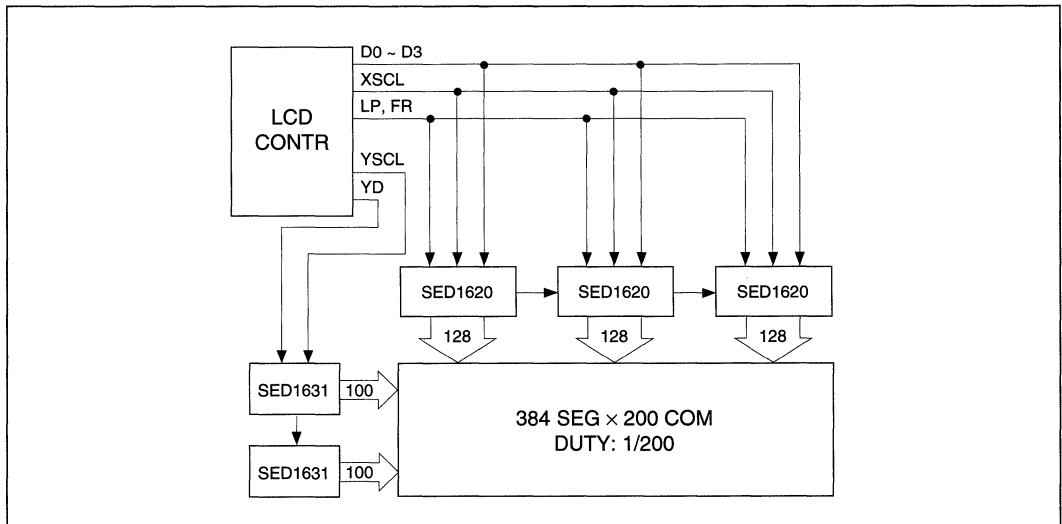 D0 ~ D3
XSCL
LP, FR
LCD
CONTR
YSCL
YD
SED1620
SED1620
SED1620
128
128
128
SED1631
100
384 SEG × 200 COM
DUTY: 1/200
SED1631
100